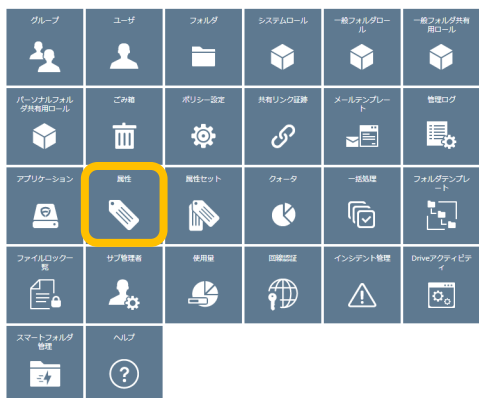 グループ
ユーザ
フォルダ
システムロール
一般フォルダロー
ル
一般フォルダ共有
用ロール
パーソナルフォル
ダ共有用ロール
ごみ箱
ポリシー設定
共有リンク証跡
メールテンプレー
ト
管理ログ
アプリケーション
属性
属性セット
クォータ
一括処理
フォルダテンプレ
ート
ファイルロック一
覧
サブ管理者
使用量
回線認証
インシデント管理
Driveアクティビテ
ィ
スマートフォルダ
管理
ヘルプ